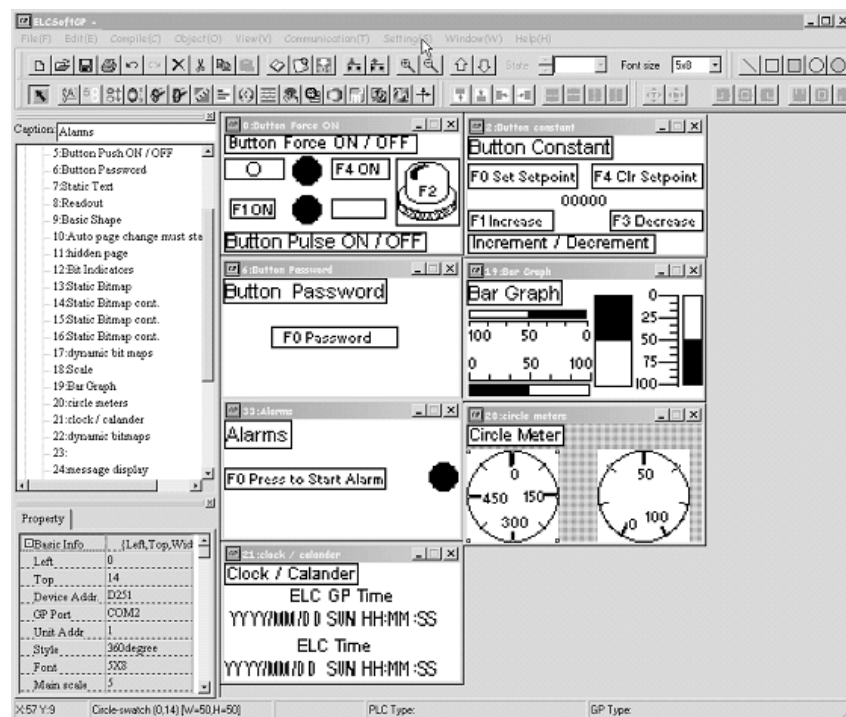 ELCSoftGP -
File(F) Edit(E) Compile(C) Object(O) View(V) Communication(T) Setting(S) Window(W) Help(H)
State
Font size 5x8
Caption: Alarms
5:Button Push ON / OFF
6:Button Password
7:Static Text
8:Readout
9:Basic Shape
10:Auto page change must sta
11:hidden page
12:Bit Indicators
13:Static Bitmap
14:Static Bitmap cont.
15:Static Bitmap cont.
16:Static Bitmap cont.
17:dynamic bit maps
18:Scale
19:Bar Graph
20:circle meters
21:clock / calander
22:dynamic bitmaps
23:
24:message display
Property
Basic Info {Left,Top,Wid
Left 0
Top 14
Device Addr. D251
GP Port COM2
Unit Addr 1
Style 360degree
Font 5X8
Main scale 5
0:Button Force ON
Button Force ON / OFF
F4 ON
F2
F1 ON
Button Pulse ON / OFF
2:Button constant
Button Constant
F0 Set Setpoint F4 Clr Setpoint
00000
F1 Increase F3 Decrease
Increment / Decrement
6:Button Password
Button Password
F0 Password
19:Bar Graph
Bar Graph
100 50 0
0 50 100
0
25
50
75
100
33:Alarms
Alarms
F0 Press to Start Alarm
20:circle meters
Circle Meter
0
450 150
300
50
0 100
21:clock / calander
Clock / Calander
ELC GP Time
YYYY/MM/DD SUN HH:MM:SS
ELC Time
YYYY/MM/DD SUN HH:MM:SS
X:57 Y:9 Circle-swatch (0,14) [W=50,H=50] PLC Type: GP Type: